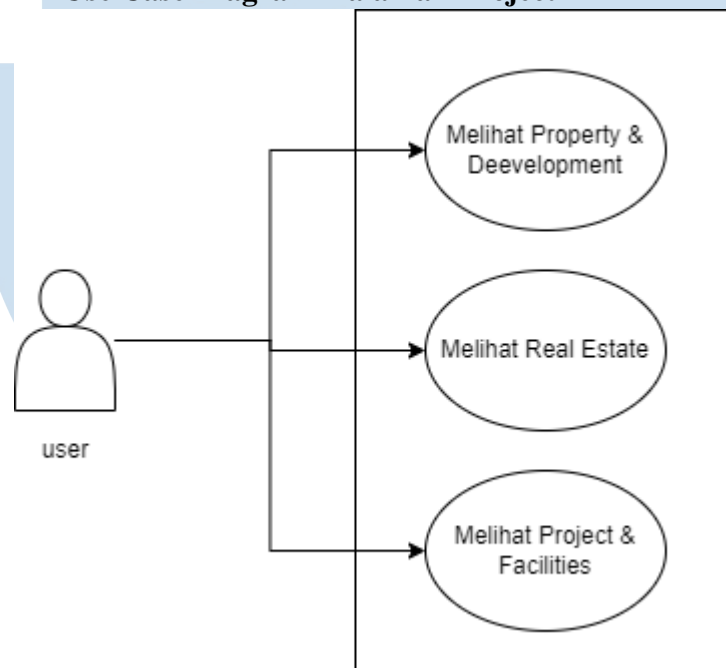 Melihat Property &
Deevelopment
Melihat Real Estate
user
Melihat Project &
Facilities